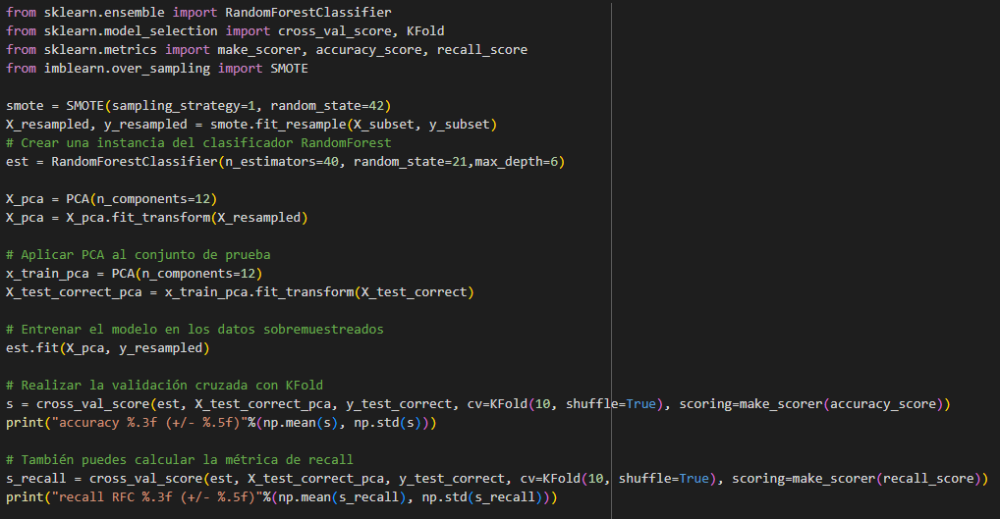 from sklearn.ensemble import RandomForestClassifier
from sklearn.model_selection import cross_val_score, KFold
from sklearn.metrics import make_scorer, accuracy_score, recall_score
from imblearn.over_sampling import SMOTE
smote = SMOTE(sampling_strategy=1, random_state=42)
X_resampled, y_resampled = smote.fit_resample(X_subset, y_subset)
# Crear una instancia del clasificador RandomForest
est = RandomForestClassifier(n_estimators=40, random_state=21,max_depth=6)
X_pca = PCA(n_components=12)
X_pca = X_pca.fit_transform(X_resampled)
# Aplicar PCA al conjunto de prueba
x_train_pca = PCA(n_components=12)
X_test_correct_pca = x_train_pca.fit_transform(X_test_correct)
# Entrenar el modelo en los datos sobremuestreados
est.fit(X_pca, y_resampled)
# Realizar la validación cruzada con KFold
s = cross_val_score(est, X_test_correct_pca, y_test_correct, cv=KFold(10, shuffle=True), scoring=make_scorer(accuracy_score))
print("accuracy %.3f (+/- %.5f)"%(np.mean(s), np.std(s)))
# También puedes calcular la métrica de recall
s_recall = cross_val_score(est, X_test_correct_pca, y_test_correct, cv=KFold(10, shuffle=True), scoring=make_scorer(recall_score))
print("recall RFC %.3f (+/- %.5f)"%(np.mean(s_recall), np.std(s_recall)))